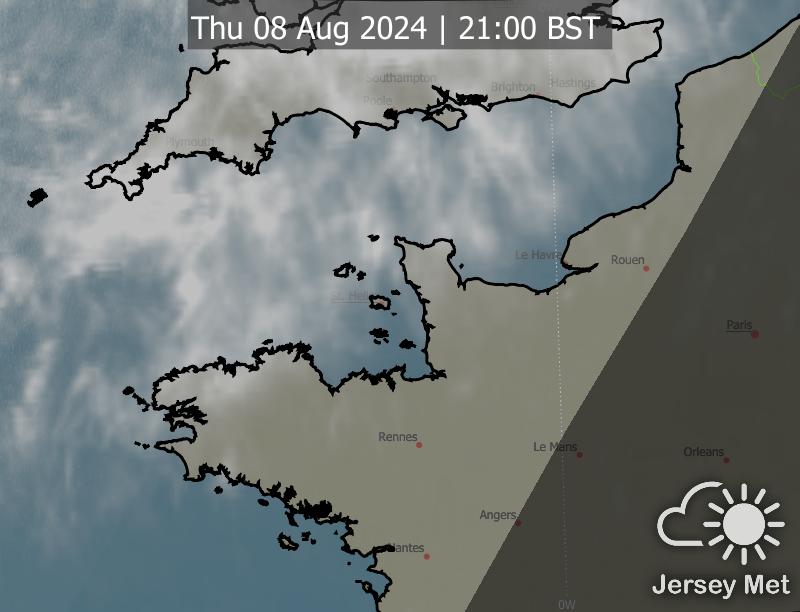 Thu 08 Aug 2024 | 21:00 BST
0W
Southampton
Brighton
Hastings
Poole
Plymouth
Le Havre
Rouen
St. Helier
Paris
Rennes
Le Mans
Orleans
Angers
Nantes
Jersey Met
0W